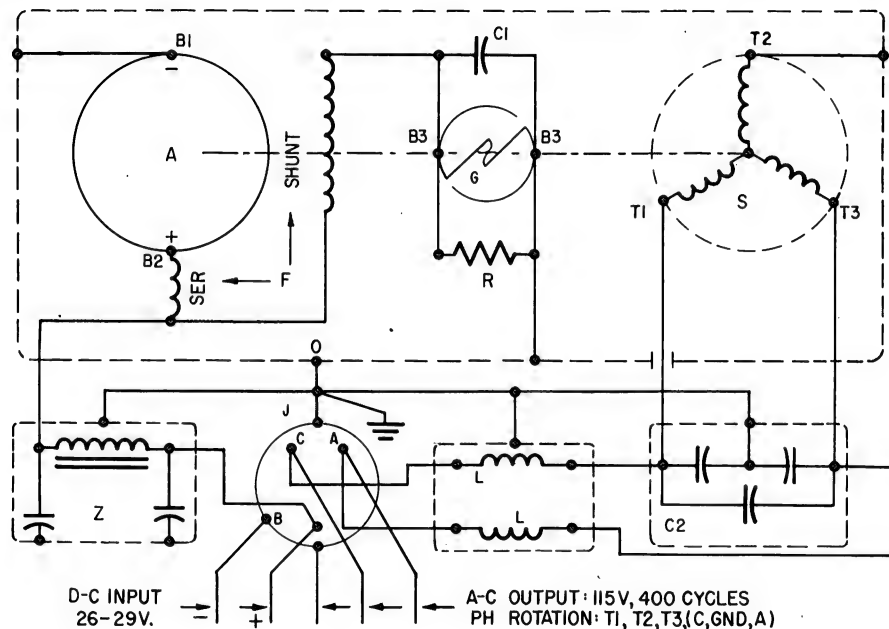 B1
C1
T2
−
A
SHUNT
B3
B3
G
S
T1
T3
+
B2
SER
F
R
O
J
C
A
L
Z
B
L
C2
D-C INPUT
26-29V.
−
+
A-C OUTPUT: 115V, 400 CYCLES
PH ROTATION: T1, T2, T3,(C,GND,A)